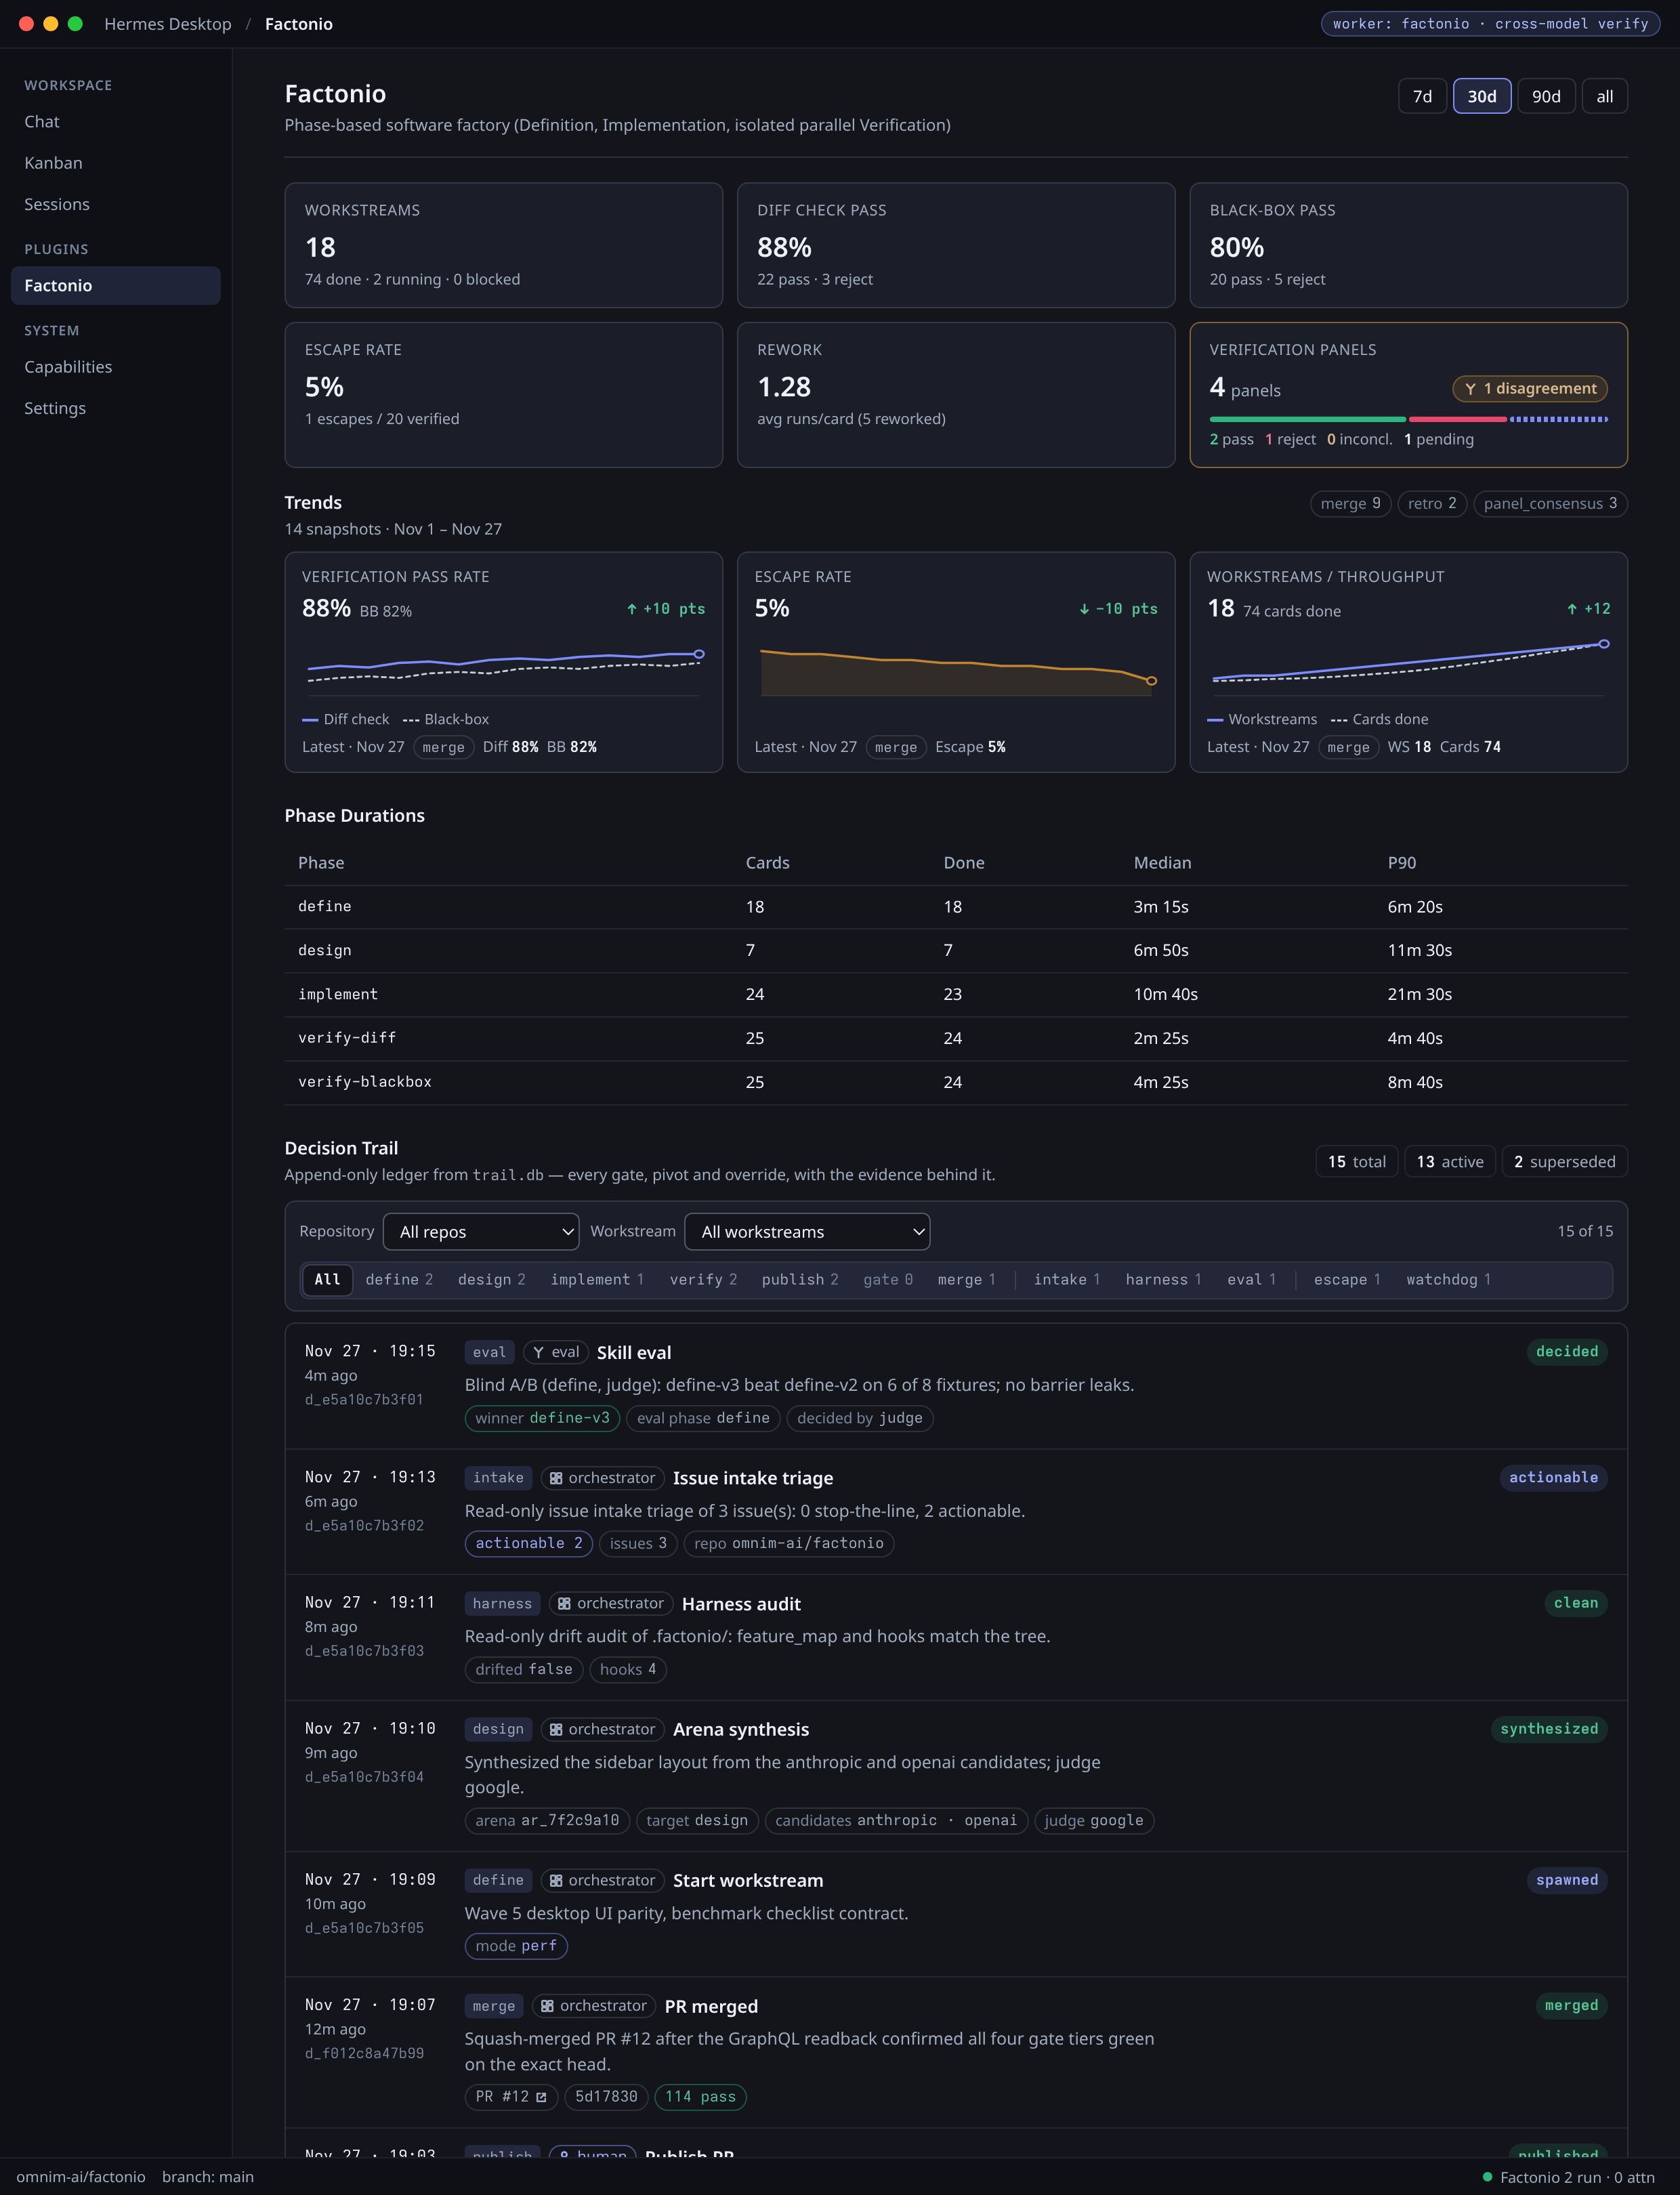 Hermes Desktop / Factonio
worker: factonio · cross-model verify
WORKSPACE
Chat
Kanban
Sessions
PLUGINS
Factonio
SYSTEM
Capabilities
Settings
Factonio
Phase-based software factory (Definition, Implementation, isolated parallel Verification)
7d 30d 90d all
WORKSTREAMS
18
74 done · 2 running · 0 blocked
DIFF CHECK PASS
88%
22 pass · 3 reject
BLACK-BOX PASS
80%
20 pass · 5 reject
ESCAPE RATE
5%
1 escapes / 20 verified
REWORK
1.28
avg runs/card (5 reworked)
VERIFICATION PANELS
4 panels
1 disagreement
2 pass 1 reject 0 inconcl. 1 pending
Trends
14 snapshots · Nov 1 – Nov 27
merge 9 retro 2 panel_consensus 3
VERIFICATION PASS RATE
88% BB 82% ↑ +10 pts
Diff check Black-box
Latest · Nov 27 merge Diff 88% BB 82%
ESCAPE RATE
5% ↓ -10 pts
Latest · Nov 27 merge Escape 5%
WORKSTREAMS / THROUGHPUT
18 74 cards done ↑ +12
Workstreams Cards done
Latest · Nov 27 merge WS 18 Cards 74
Phase Durations
Phase Cards Done Median P90
define 18 18 3m 15s 6m 20s
design 7 7 6m 50s 11m 30s
implement 24 23 10m 40s 21m 30s
verify-diff 25 24 2m 25s 4m 40s
verify-blackbox 25 24 4m 25s 8m 40s
Decision Trail
Append-only ledger from trail.db — every gate, pivot and override, with the evidence behind it.
15 total 13 active 2 superseded
Repository All repos Workstream All workstreams 15 of 15
All define 2 design 2 implement 1 verify 2 publish 2 gate 0 merge 1 intake 1 harness 1 eval 1 escape 1 watchdog 1
Nov 27 · 19:15
4m ago
d_e5a10c7b3f01
eval eval Skill eval decided
Blind A/B (define, judge): define-v3 beat define-v2 on 6 of 8 fixtures; no barrier leaks.
winner define-v3 eval phase define decided by judge
Nov 27 · 19:13
6m ago
d_e5a10c7b3f02
intake orchestrator Issue intake triage actionable
Read-only issue intake triage of 3 issue(s): 0 stop-the-line, 2 actionable.
actionable 2 issues 3 repo omnim-ai/factonio
Nov 27 · 19:11
8m ago
d_e5a10c7b3f03
harness orchestrator Harness audit clean
Read-only drift audit of .factonio/: feature_map and hooks match the tree.
drifted false hooks 4
Nov 27 · 19:10
9m ago
d_e5a10c7b3f04
design orchestrator Arena synthesis synthesized
Synthesized the sidebar layout from the anthropic and openai candidates; judge
google.
arena ar_7f2c9a10 target design candidates anthropic · openai judge google
Nov 27 · 19:09
10m ago
d_e5a10c7b3f05
define orchestrator Start workstream spawned
Wave 5 desktop UI parity, benchmark checklist contract.
mode perf
Nov 27 · 19:07
12m ago
d_f012c8a47b99
merge orchestrator PR merged merged
Squash-merged PR #12 after the GraphQL readback confirmed all four gate tiers green
on the exact head.
PR #12 5d17830 114 pass
Nov 27 · 19:03
publish human Publish PR published
omnim-ai/factonio branch: main
Factonio 2 run · 0 attn